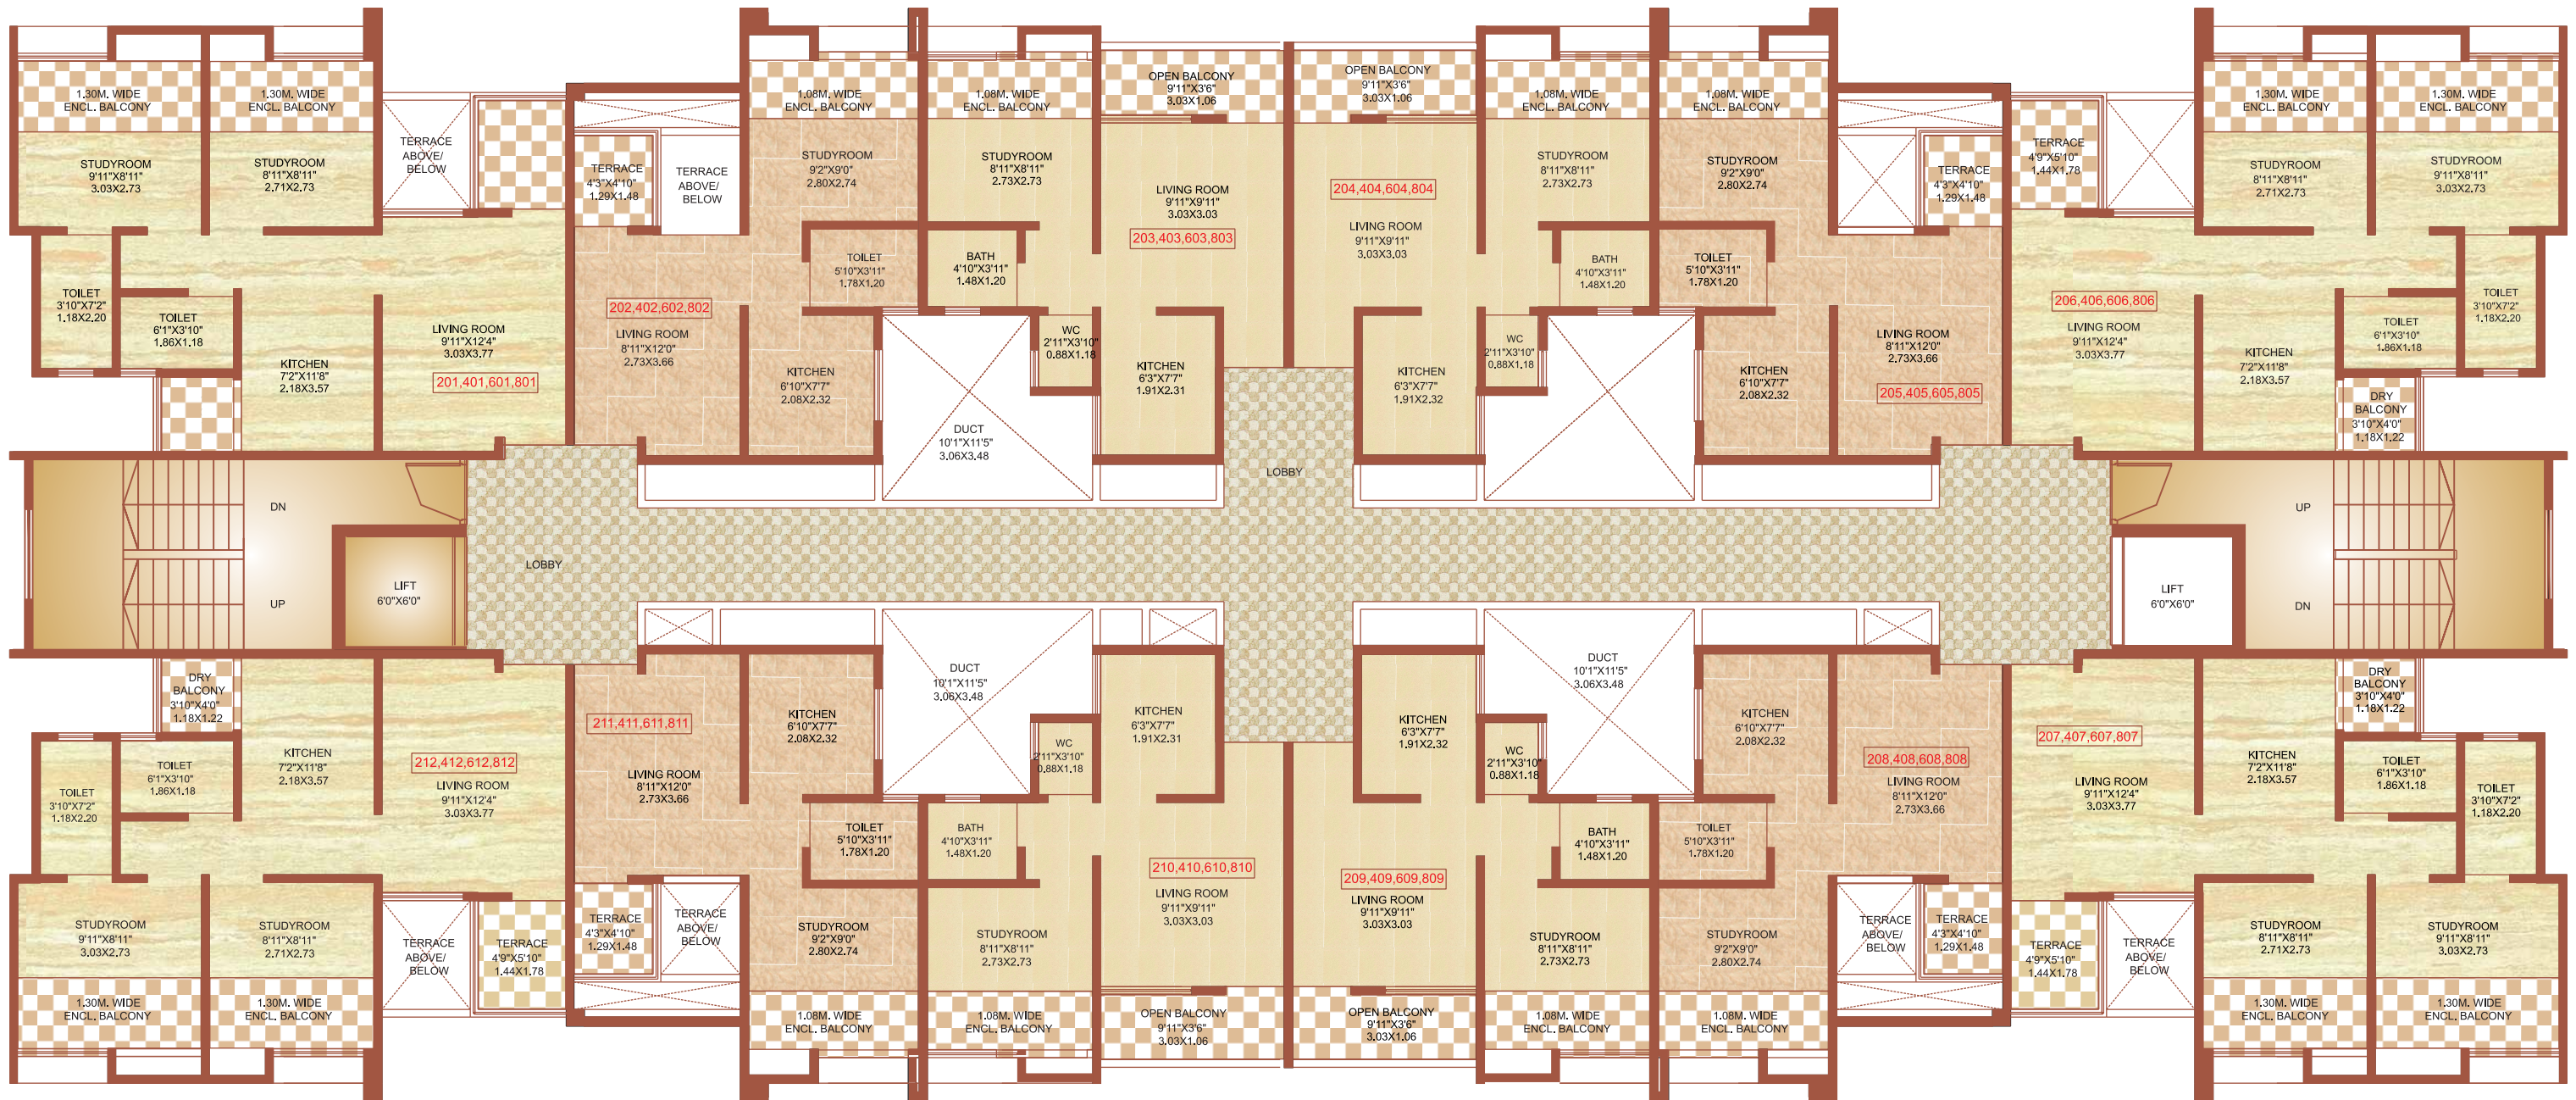 1.30M. WIDE
ENCL. BALCONY
STUDYROOM
9'11"X8'11"
3.03X2.73
1.30M. WIDE
ENCL. BALCONY
STUDYROOM
8'11"X8'11"
2.71X2.73
TERRACE
ABOVE/
BELOW
TOILET
3'10"X7'2"
1.18X2.20
TOILET
6'1"X3'10"
1.86X1.18
KITCHEN
7'2"X11'8"
2.18X3.57
LIVING ROOM
9'11"X12'4"
3.03X3.77
201,401,601,801
TERRACE
4'3"X4'10"
1.29X1.48
TERRACE
ABOVE/
BELOW
1.08M. WIDE
ENCL. BALCONY
STUDYROOM
9'2"X9'0"
2.80X2.74
TOILET
5'10"X3'11"
1.78X1.20
202,402,602,802
LIVING ROOM
8'11"X12'0"
2.73X3.66
KITCHEN
6'10"X7'7"
2.08X2.32
1.08M. WIDE
ENCL. BALCONY
STUDYROOM
8'11"X8'11"
2.73X2.73
BATH
4'10"X3'11"
1.48X1.20
OPEN BALCONY
9'11"X3'6"
3.03X1.06
LIVING ROOM
9'11"X9'11"
3.03X3.03
203,403,603,803
WC
2'11"X3'10"
0.88X1.18
KITCHEN
6'3"X7'7"
1.91X2.31
DUCT
10'1"X11'5"
3.06X3.48
OPEN BALCONY
9'11"X3'6"
3.03X1.06
204,404,604,804
LIVING ROOM
9'11"X9'11"
3.03X3.03
KITCHEN
6'3"X7'7"
1.91X2.32
1.08M. WIDE
ENCL. BALCONY
STUDYROOM
8'11"X8'11"
2.73X2.73
BATH
4'10"X3'11"
1.48X1.20
WC
2'11"X3'10"
0.88X1.18
1.08M. WIDE
ENCL. BALCONY
STUDYROOM
9'2"X9'0"
2.80X2.74
TOILET
5'10"X3'11"
1.78X1.20
KITCHEN
6'10"X7'7"
2.08X2.32
TERRACE
4'3"X4'10"
1.29X1.48
LIVING ROOM
8'11"X12'0"
2.73X3.66
205,405,605,805
TERRACE
4'9"X5'10"
1.44X1.78
206,406,606,806
LIVING ROOM
9'11"X12'4"
3.03X3.77
1.30M. WIDE
ENCL. BALCONY
STUDYROOM
8'11"X8'11"
2.71X2.73
1.30M. WIDE
ENCL. BALCONY
STUDYROOM
9'11"X8'11"
3.03X2.73
KITCHEN
7'2"X11'8"
2.18X3.57
TOILET
6'1"X3'10"
1.86X1.18
TOILET
3'10"X7'2"
1.18X2.20
DRY
BALCONY
3'10"X4'0"
1.18X1.22
DN
UP
LIFT
6'0"X6'0"
LOBBY
LOBBY
LIFT
6'0"X6'0"
UP
DN
DRY
BALCONY
3'10"X4'0"
1.18X1.22
TOILET
3'10"X7'2"
1.18X2.20
TOILET
6'1"X3'10"
1.86X1.18
KITCHEN
7'2"X11'8"
2.18X3.57
212,412,612,812
LIVING ROOM
9'11"X12'4"
3.03X3.77
STUDYROOM
9'11"X8'11"
3.03X2.73
1.30M. WIDE
ENCL. BALCONY
STUDYROOM
8'11"X8'11"
2.71X2.73
1.30M. WIDE
ENCL. BALCONY
TERRACE
ABOVE/
BELOW
TERRACE
4'9"X5'10"
1.44X1.78
211,411,611,811
LIVING ROOM
8'11"X12'0"
2.73X3.66
KITCHEN
6'10"X7'7"
2.08X2.32
TOILET
5'10"X3'11"
1.78X1.20
TERRACE
4'3"X4'10"
1.29X1.48
TERRACE
ABOVE/
BELOW
STUDYROOM
9'2"X9'0"
2.80X2.74
1.08M. WIDE
ENCL. BALCONY
DUCT
10'1"X11'5"
3.06X3.48
WC
2'11"X3'10"
0.88X1.18
KITCHEN
6'3"X7'7"
1.91X2.31
BATH
4'10"X3'11"
1.48X1.20
210,410,610,810
LIVING ROOM
9'11"X9'11"
3.03X3.03
STUDYROOM
8'11"X8'11"
2.73X2.73
1.08M. WIDE
ENCL. BALCONY
OPEN BALCONY
9'11"X3'6"
3.03X1.06
KITCHEN
6'3"X7'7"
1.91X2.32
WC
2'11"X3'10"
0.88X1.18
DUCT
10'1"X11'5"
3.06X3.48
209,409,609,809
LIVING ROOM
9'11"X9'11"
3.03X3.03
BATH
4'10"X3'11"
1.48X1.20
STUDYROOM
8'11"X8'11"
2.73X2.73
OPEN BALCONY
9'11"X3'6"
3.03X1.06
1.08M. WIDE
ENCL. BALCONY
KITCHEN
6'10"X7'7"
2.08X2.32
208,408,608,808
LIVING ROOM
8'11"X12'0"
2.73X3.66
TOILET
5'10"X3'11"
1.78X1.20
STUDYROOM
9'2"X9'0"
2.80X2.74
1.08M. WIDE
ENCL. BALCONY
TERRACE
ABOVE/
BELOW
TERRACE
4'3"X4'10"
1.29X1.48
207,407,607,807
LIVING ROOM
9'11"X12'4"
3.03X3.77
TERRACE
4'9"X5'10"
1.44X1.78
TERRACE
ABOVE/
BELOW
KITCHEN
7'2"X11'8"
2.18X3.57
DRY
BALCONY
3'10"X4'0"
1.18X1.22
TOILET
6'1"X3'10"
1.86X1.18
TOILET
3'10"X7'2"
1.18X2.20
STUDYROOM
8'11"X8'11"
2.71X2.73
1.30M. WIDE
ENCL. BALCONY
STUDYROOM
9'11"X8'11"
3.03X2.73
1.30M. WIDE
ENCL. BALCONY